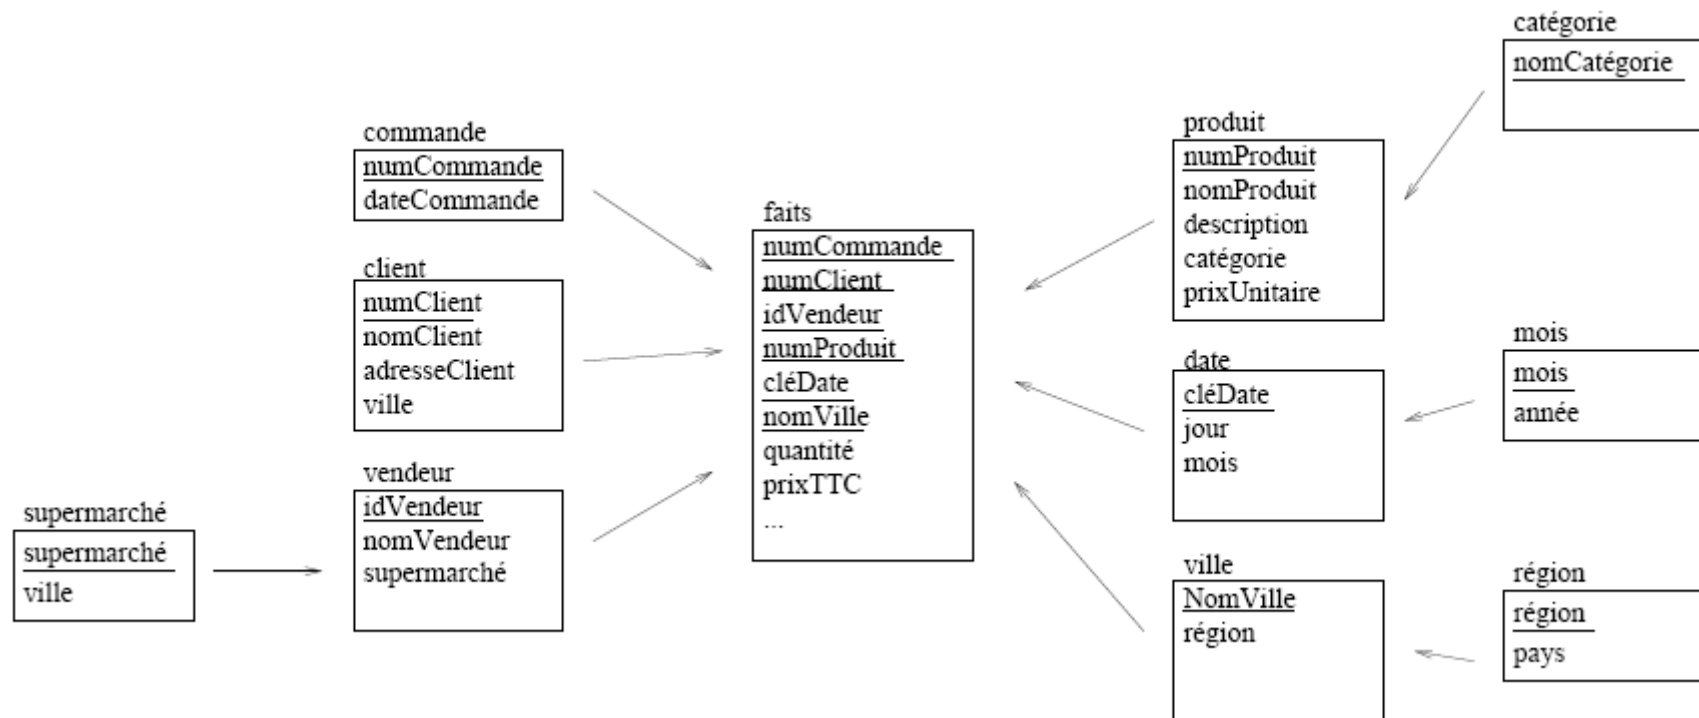 supermarché
supermarché
ville
commande
numCommande
dateCommande
client
numClient
nomClient
adresseClient
ville
vendeur
idVendeur
nomVendeur
supermarché
faits
numCommande
numClient
idVendeur
numProduit
cléDate
nomVille
quantité
prixTTC
...
produit
numProduit
nomProduit
description
catégorie
prixUnitaire
date
cléDate
jour
mois
ville
NomVille
région
catégorie
nomCatégorie
mois
mois
année
région
région
pays